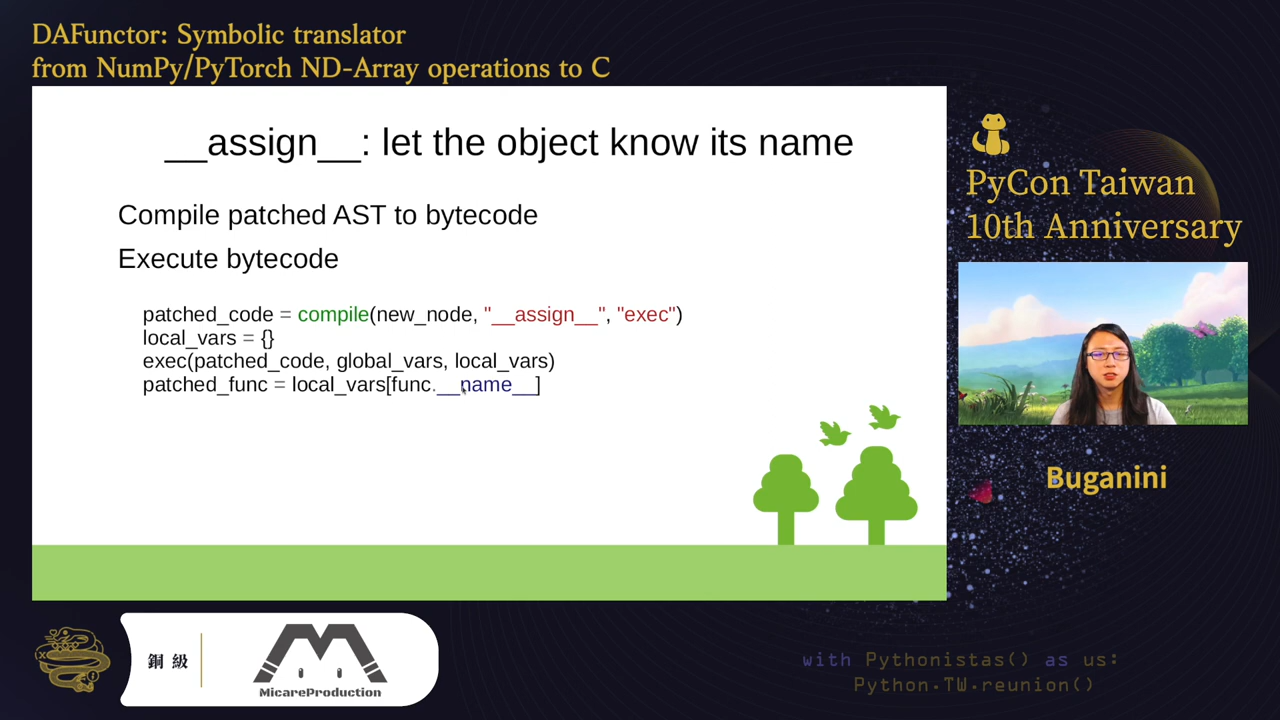 DAFunctor: Symbolic translator
from NumPy/PyTorch ND-Array operations to C
__assign__: let the object know its name
Compile patched AST to bytecode
Execute bytecode
patched_code = compile(new_node, "__assign__", "exec")
local_vars = {}
exec(patched_code, global_vars, local_vars)
patched_func = local_vars[func.__name__]
PyCon Taiwan
10th Anniversary
Buganini
銅級
MicareProduction
with Pythonistas() as us:
Python.TW.reunion()